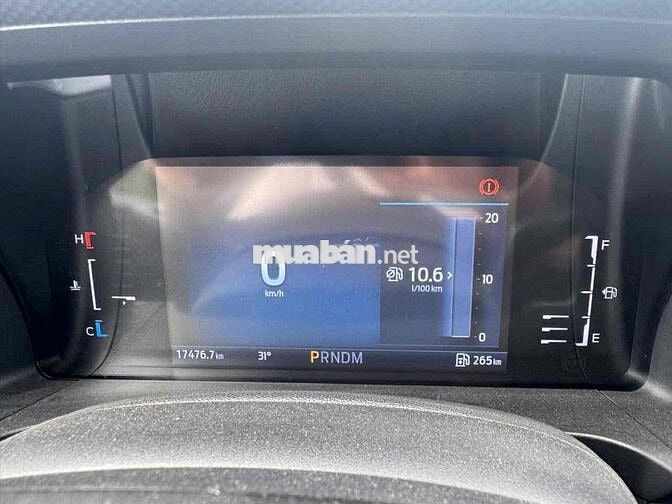 20
H
F
muabán.net
0
10.6
10
km/h
l/100 km
C
0
E
17476.7 km
31°
PRNDM
265 km